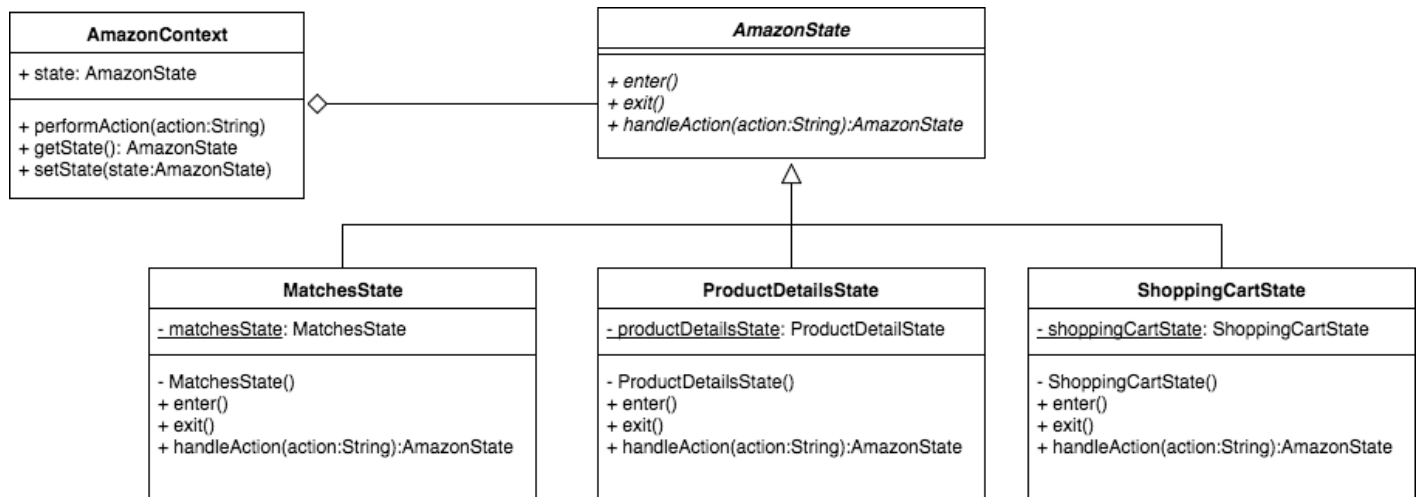 AmazonContext
+ state: AmazonState
+ performAction(action:String)
+ getState(): AmazonState
+ setState(state:AmazonState)
AmazonState
+ enter()
+ exit()
+ handleAction(action:String):AmazonState
MatchesState
- matchesState: MatchesState
- MatchesState()
+ enter()
+ exit()
+ handleAction(action:String):AmazonState
ProductDetailsState
- productDetailsState: ProductDetailState
- ProductDetailsState()
+ enter()
+ exit()
+ handleAction(action:String):AmazonState
ShoppingCartState
- shoppingCartState: ShoppingCartState
- ShoppingCartState()
+ enter()
+ exit()
+ handleAction(action:String):AmazonState